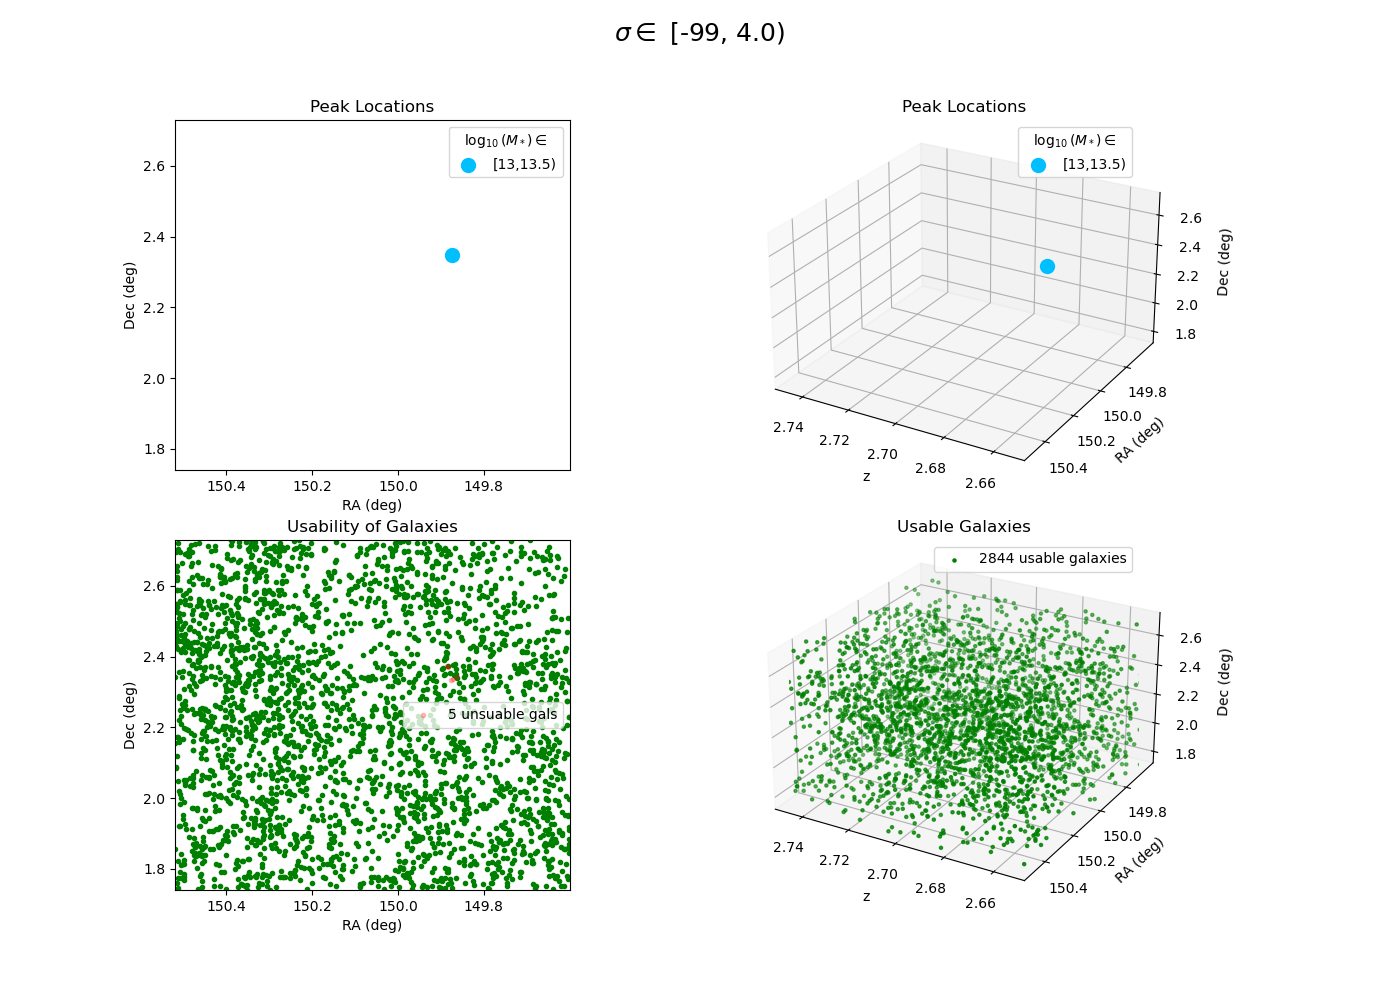 σ ∈ [-99, 4.0)
Peak Locations
log₁₀(M*) ∈
[13,13.5)
2.6
2.4
2.2
2.0
1.8
Dec (deg)
150.4 150.2 150.0 149.8
RA (deg)
Peak Locations
log₁₀(M*) ∈
[13,13.5)
2.6
2.4
2.2
2.0
1.8
Dec (deg)
149.8
150.0
150.2
150.4
RA (deg)
2.74
2.72
2.70
2.68
2.66
z
Usability of Galaxies
2.6
2.4
2.2
2.0
1.8
Dec (deg)
5 unsuable gals
150.4 150.2 150.0 149.8
RA (deg)
Usable Galaxies
2844 usable galaxies
2.6
2.4
2.2
2.0
1.8
Dec (deg)
149.8
150.0
150.2
150.4
RA (deg)
2.74
2.72
2.70
2.68
2.66
z